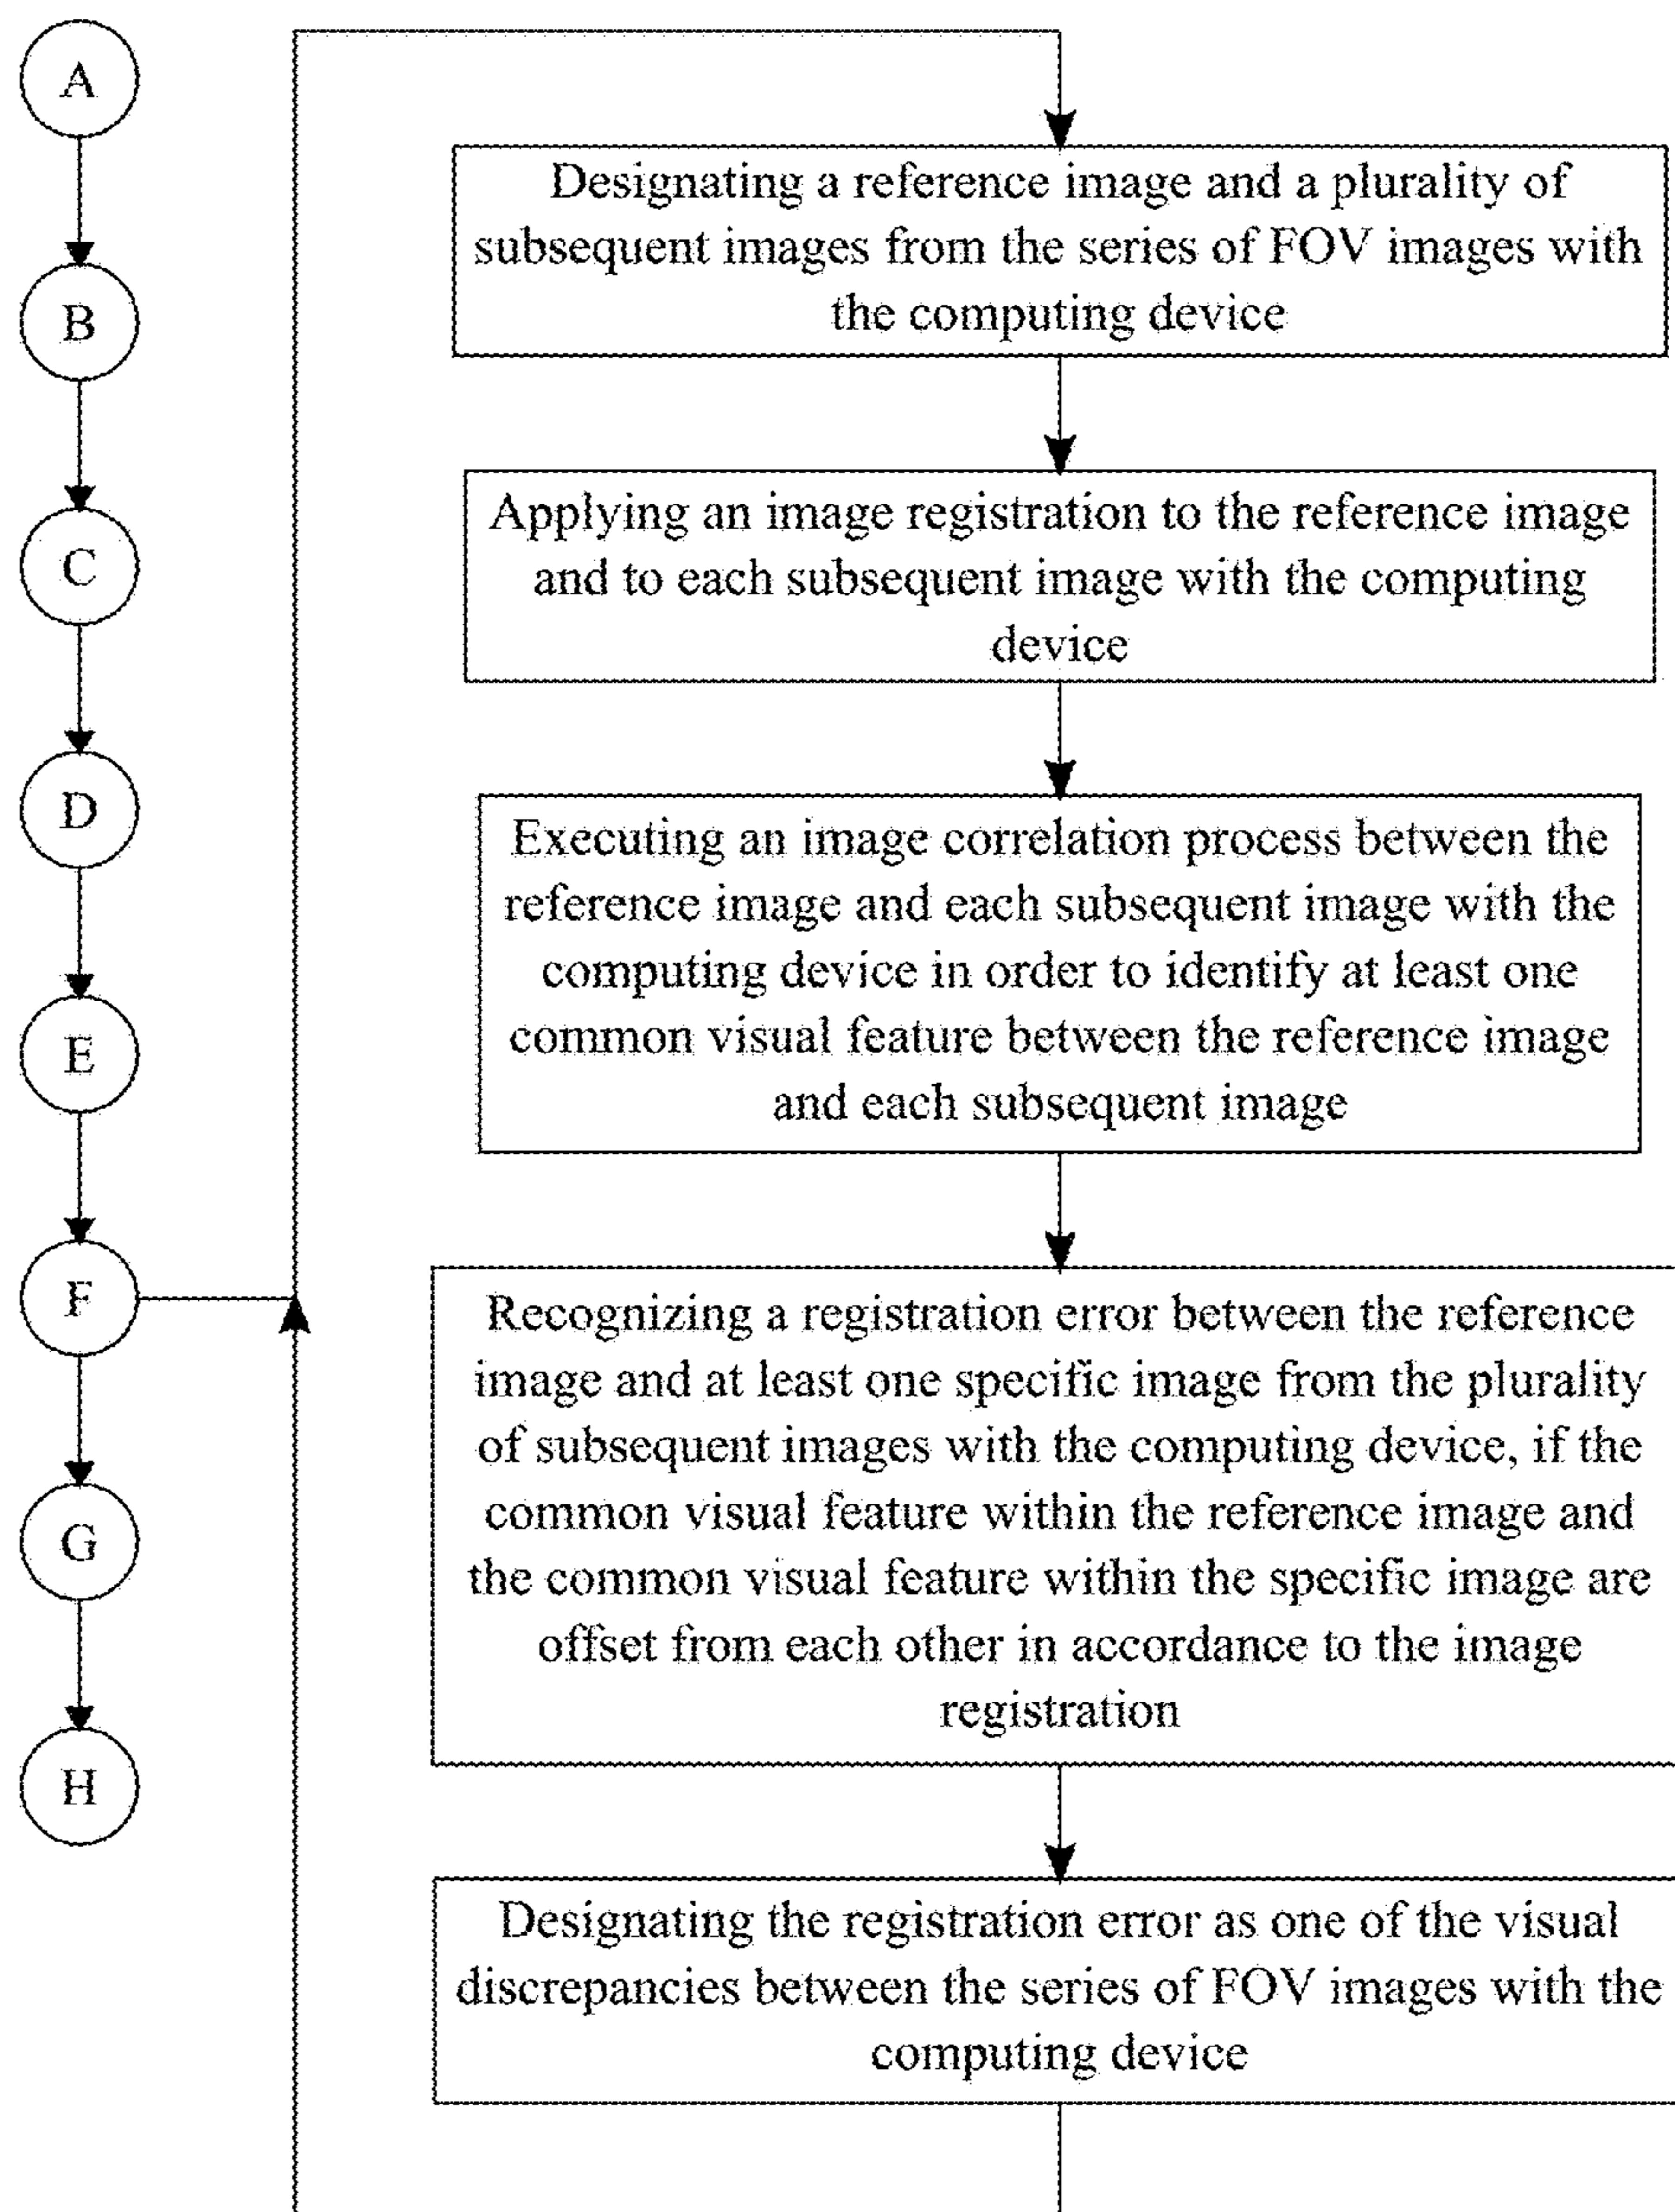 A
B
C
D
E
F
G
H
Designating a reference image and a plurality of
subsequent images from the series of FOV images with
the computing device
Applying an image registration to the reference image
and to each subsequent image with the computing
device
Executing an image correlation process between the
reference image and each subsequent image with the
computing device in order to identify at least one
common visual feature between the reference image
and each subsequent image
Recognizing a registration error between the reference
image and at least one specific image from the plurality
of subsequent images with the computing device, if the
common visual feature within the reference image and
the common visual feature within the specific image are
offset from each other in accordance to the image
registration
Designating the registration error as one of the visual
discrepancies between the series of FOV images with the
computing device